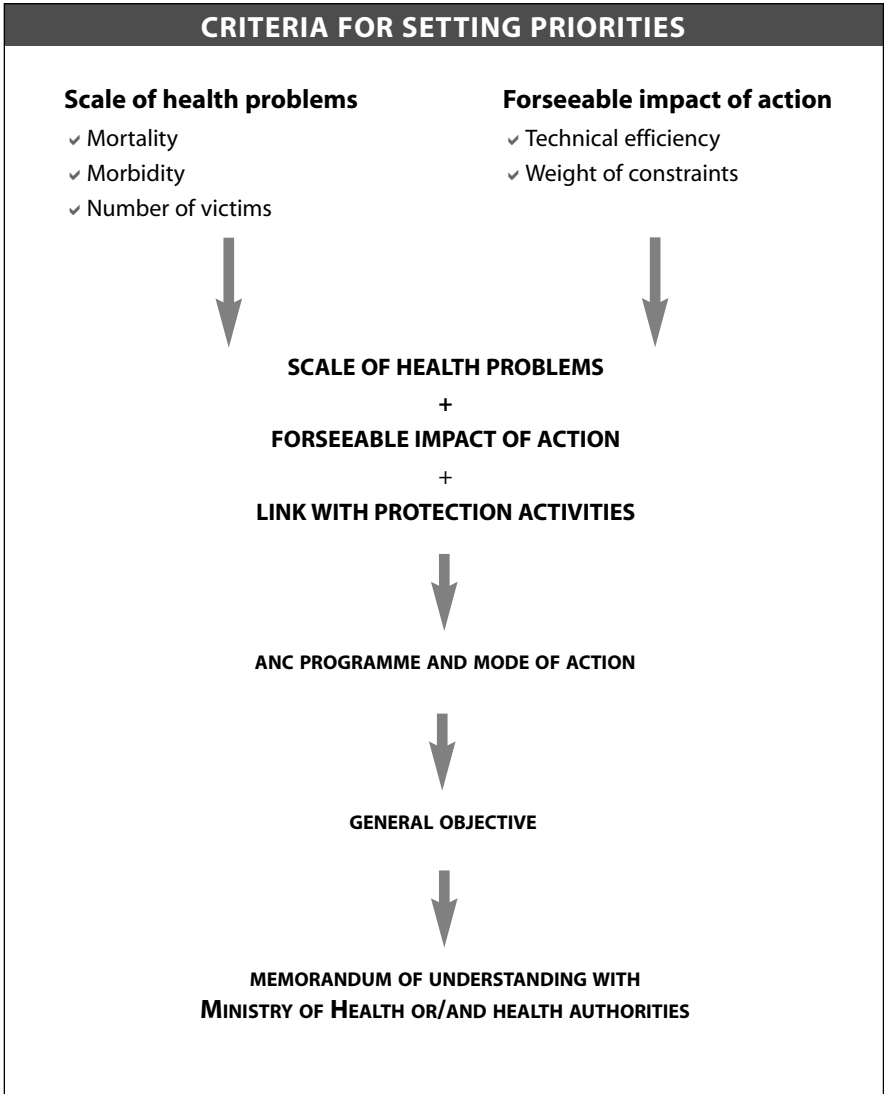 CRITERIA FOR SETTING PRIORITIES
Scale of health problems
Mortality
Morbidity
Number of victims
Forseeable impact of action
Technical efficiency
Weight of constraints
SCALE OF HEALTH PROBLEMS
+
FORSEEABLE IMPACT OF ACTION
+
LINK WITH PROTECTION ACTIVITIES
ANC PROGRAMME AND MODE OF ACTION
GENERAL OBJECTIVE
MEMORANDUM OF UNDERSTANDING WITH
MINISTRY OF HEALTH OR/AND HEALTH AUTHORITIES